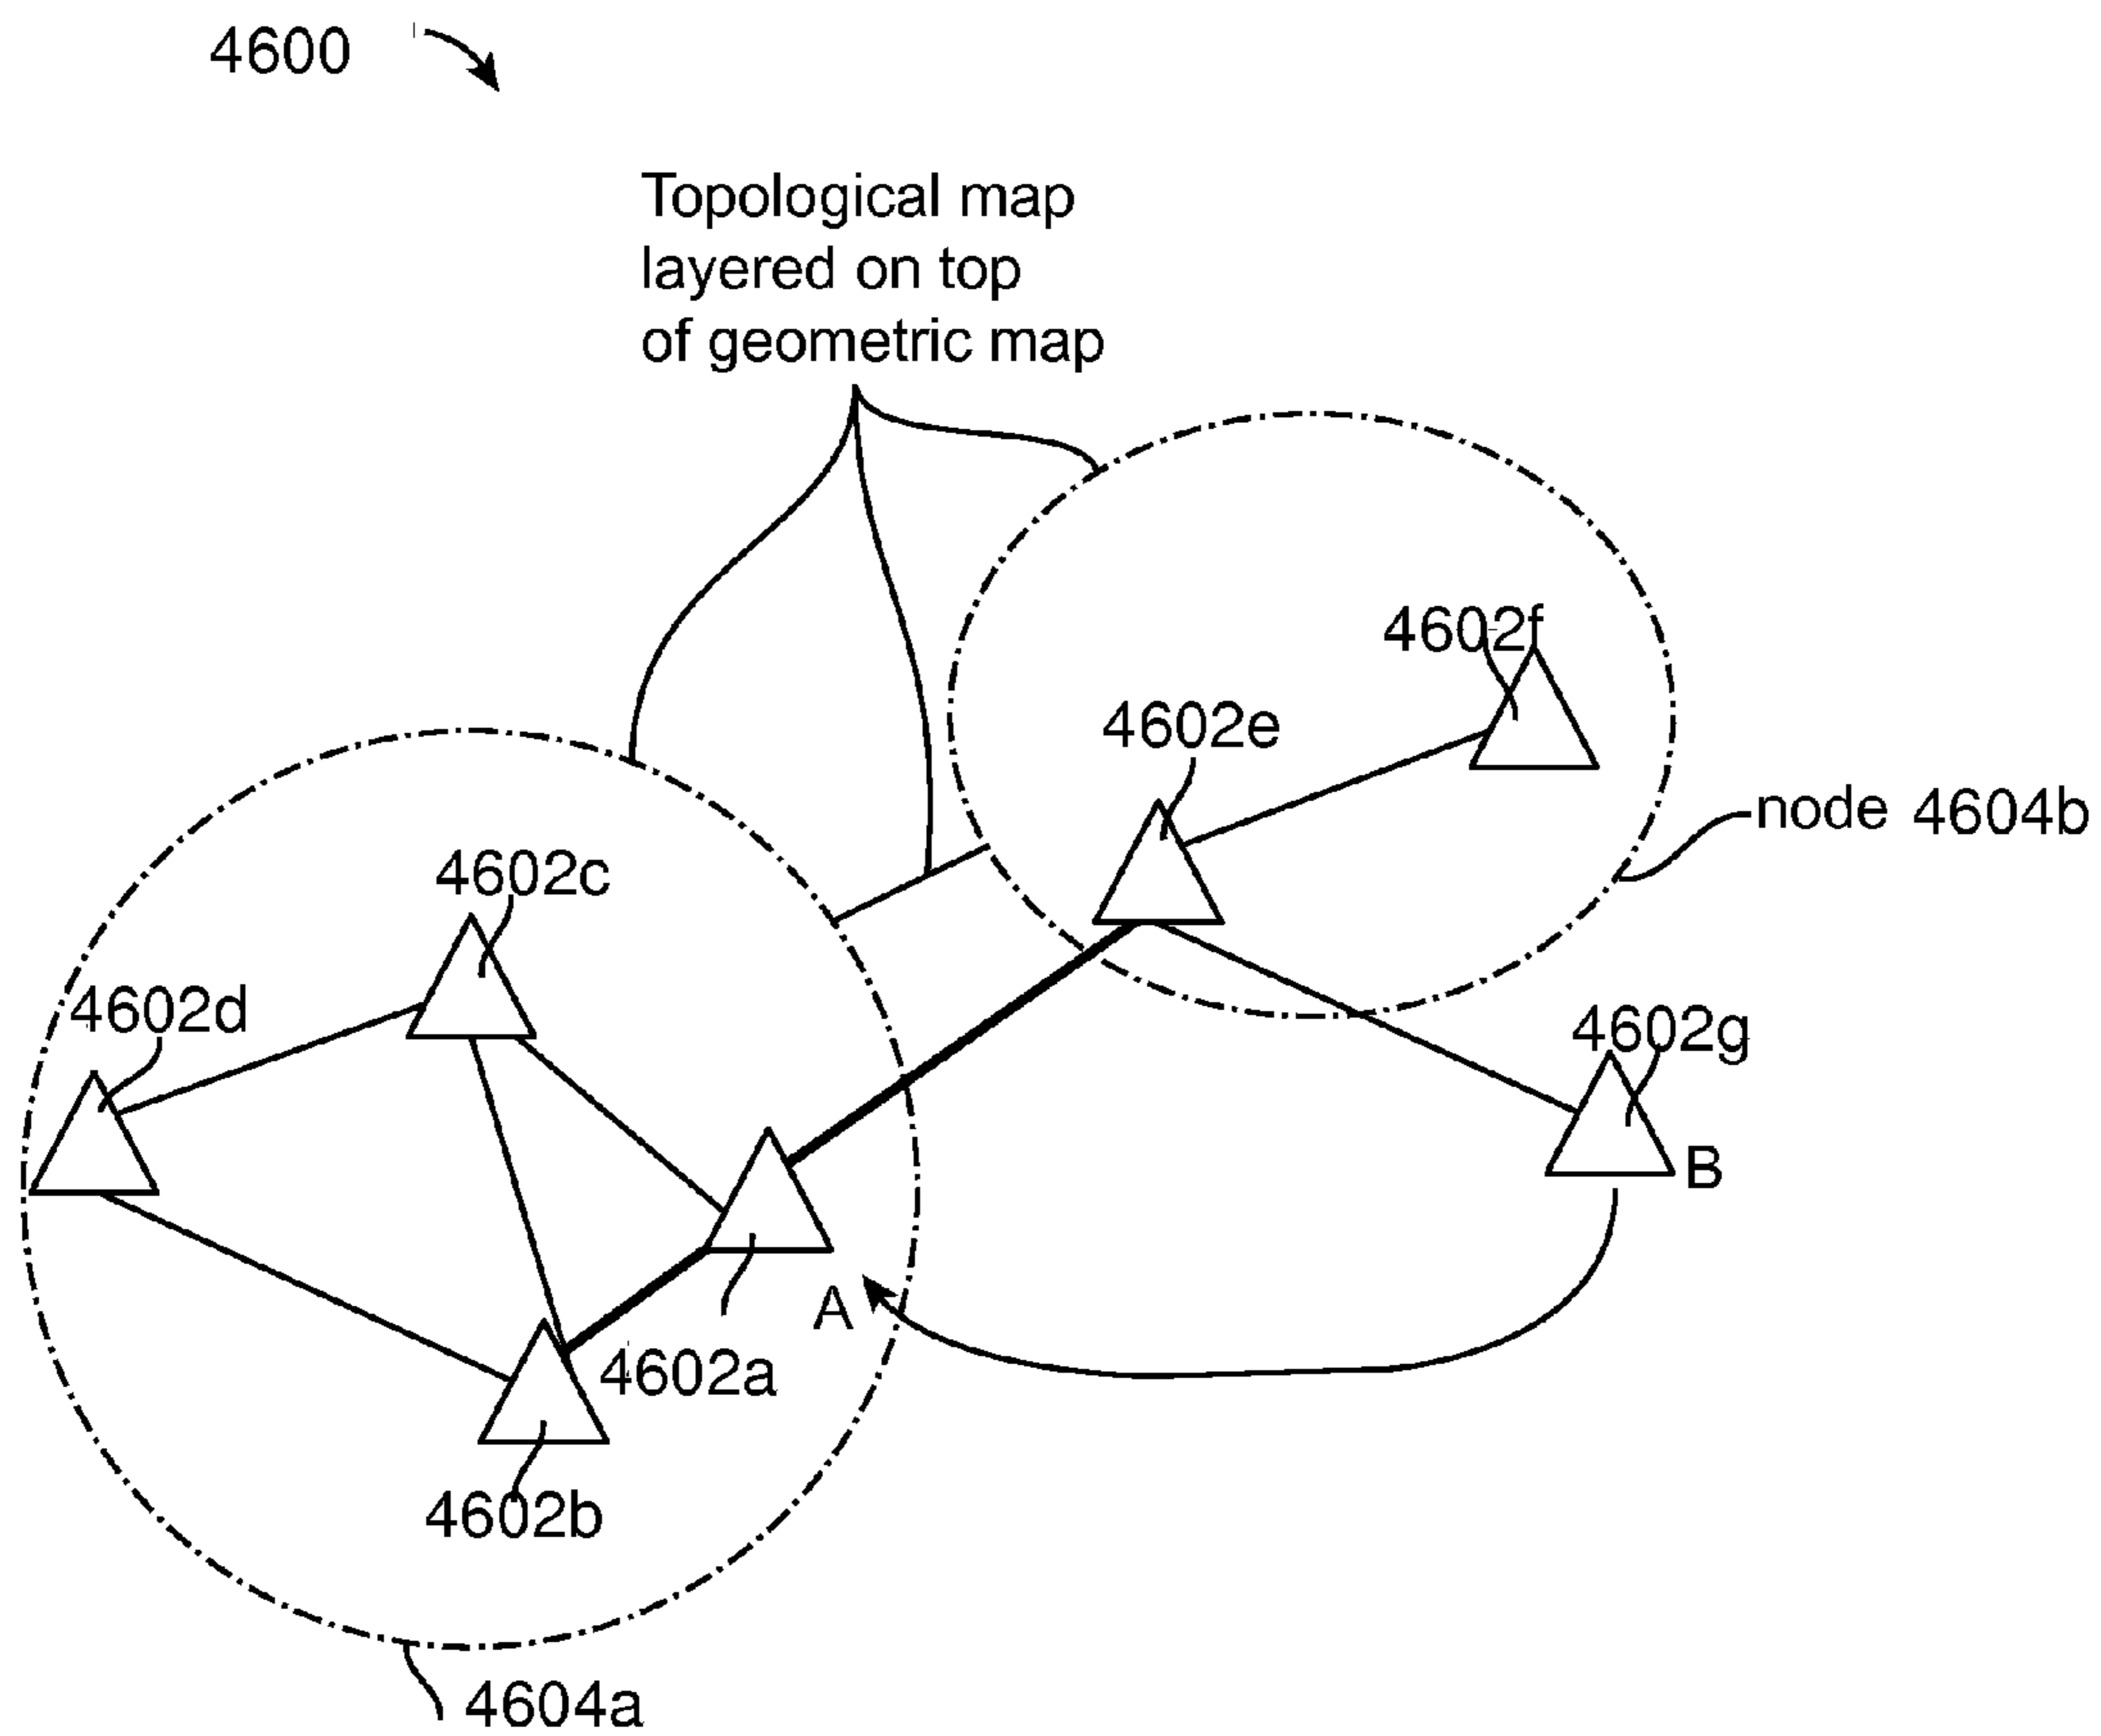 4600
Topological map
layered on top
of geometric map
4602f
4602e
node 4604b
4602c
4602d
4602g
B
A
4602a
4602b
4604a